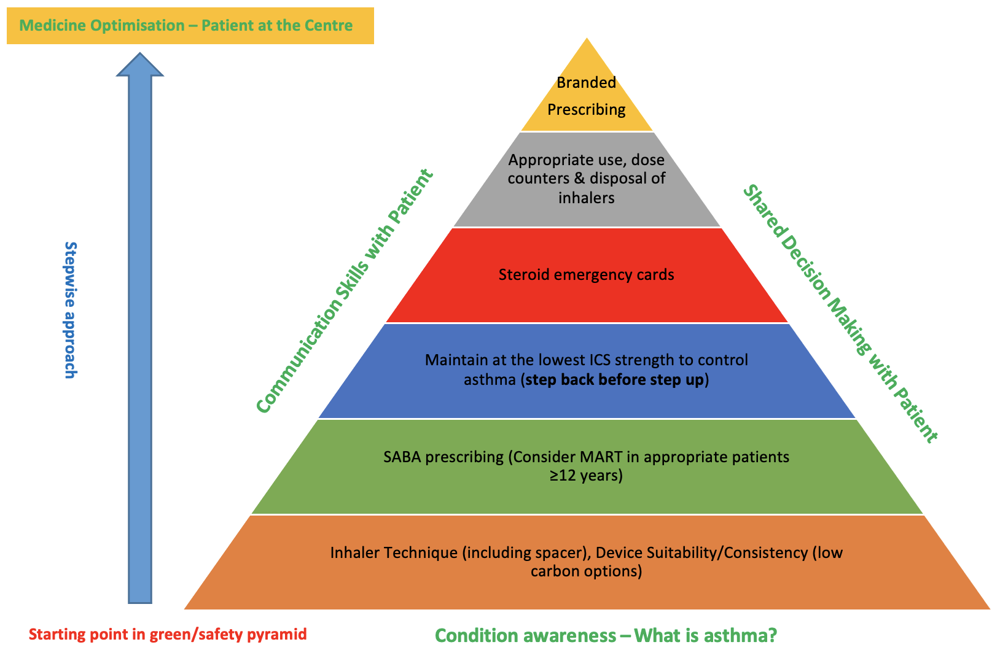 Medicine Optimisation – Patient at the Centre
Branded
Prescribing
Appropriate use, dose
counters & disposal of
inhalers
Steroid emergency cards
Maintain at the lowest ICS strength to control
asthma (step back before step up)
SABA prescribing (Consider MART in appropriate patients
≥12 years)
Inhaler Technique (including spacer), Device Suitability/Consistency (low
carbon options)
Communication Skills with Patient
Shared Decision Making with Patient
Stepwise approach
Starting point in green/safety pyramid
Condition awareness – What is asthma?